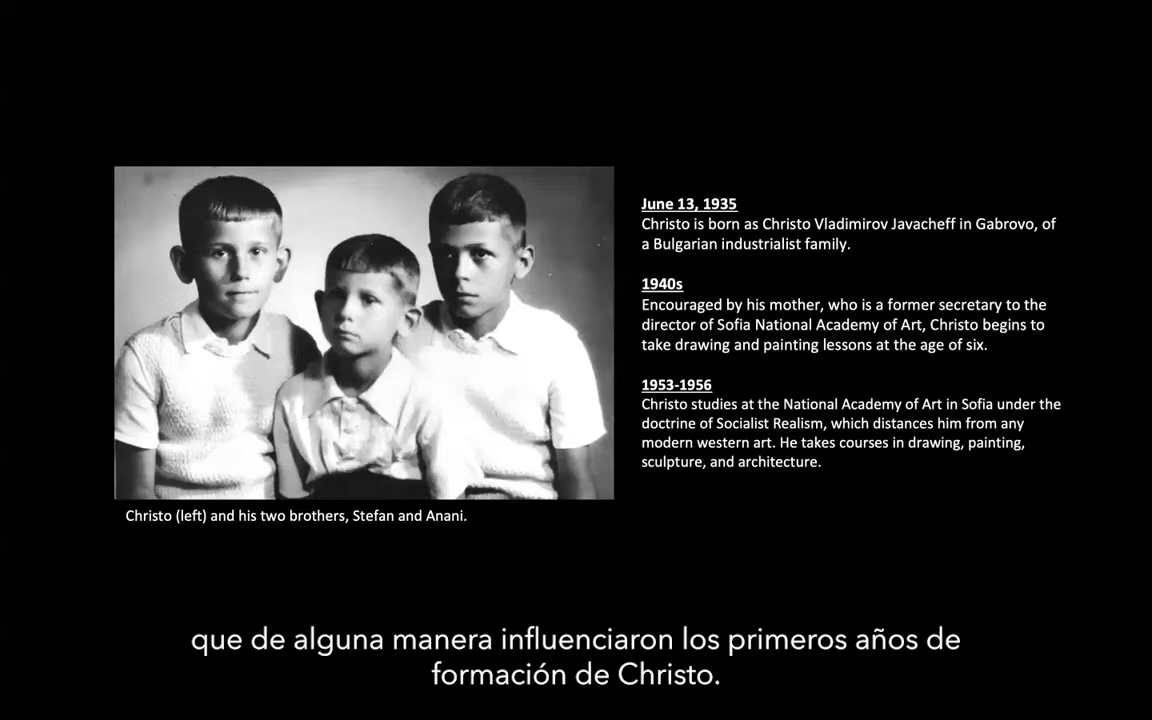 June 13, 1935
Christo is born as Christo Vladimirov Javacheff in Gabrovo, of
a Bulgarian industrialist family.
1940s
Encouraged by his mother, who is a former secretary to the
director of Sofia National Academy of Art, Christo begins to
take drawing and painting lessons at the age of six.
1953-1956
Christo studies at the National Academy of Art in Sofia under the
doctrine of Socialist Realism, which distances him from any
modern western art. He takes courses in drawing, painting,
sculpture, and architecture.
Christo (left) and his two brothers, Stefan and Anani.
que de alguna manera influenciaron los primeros años de
formación de Christo.